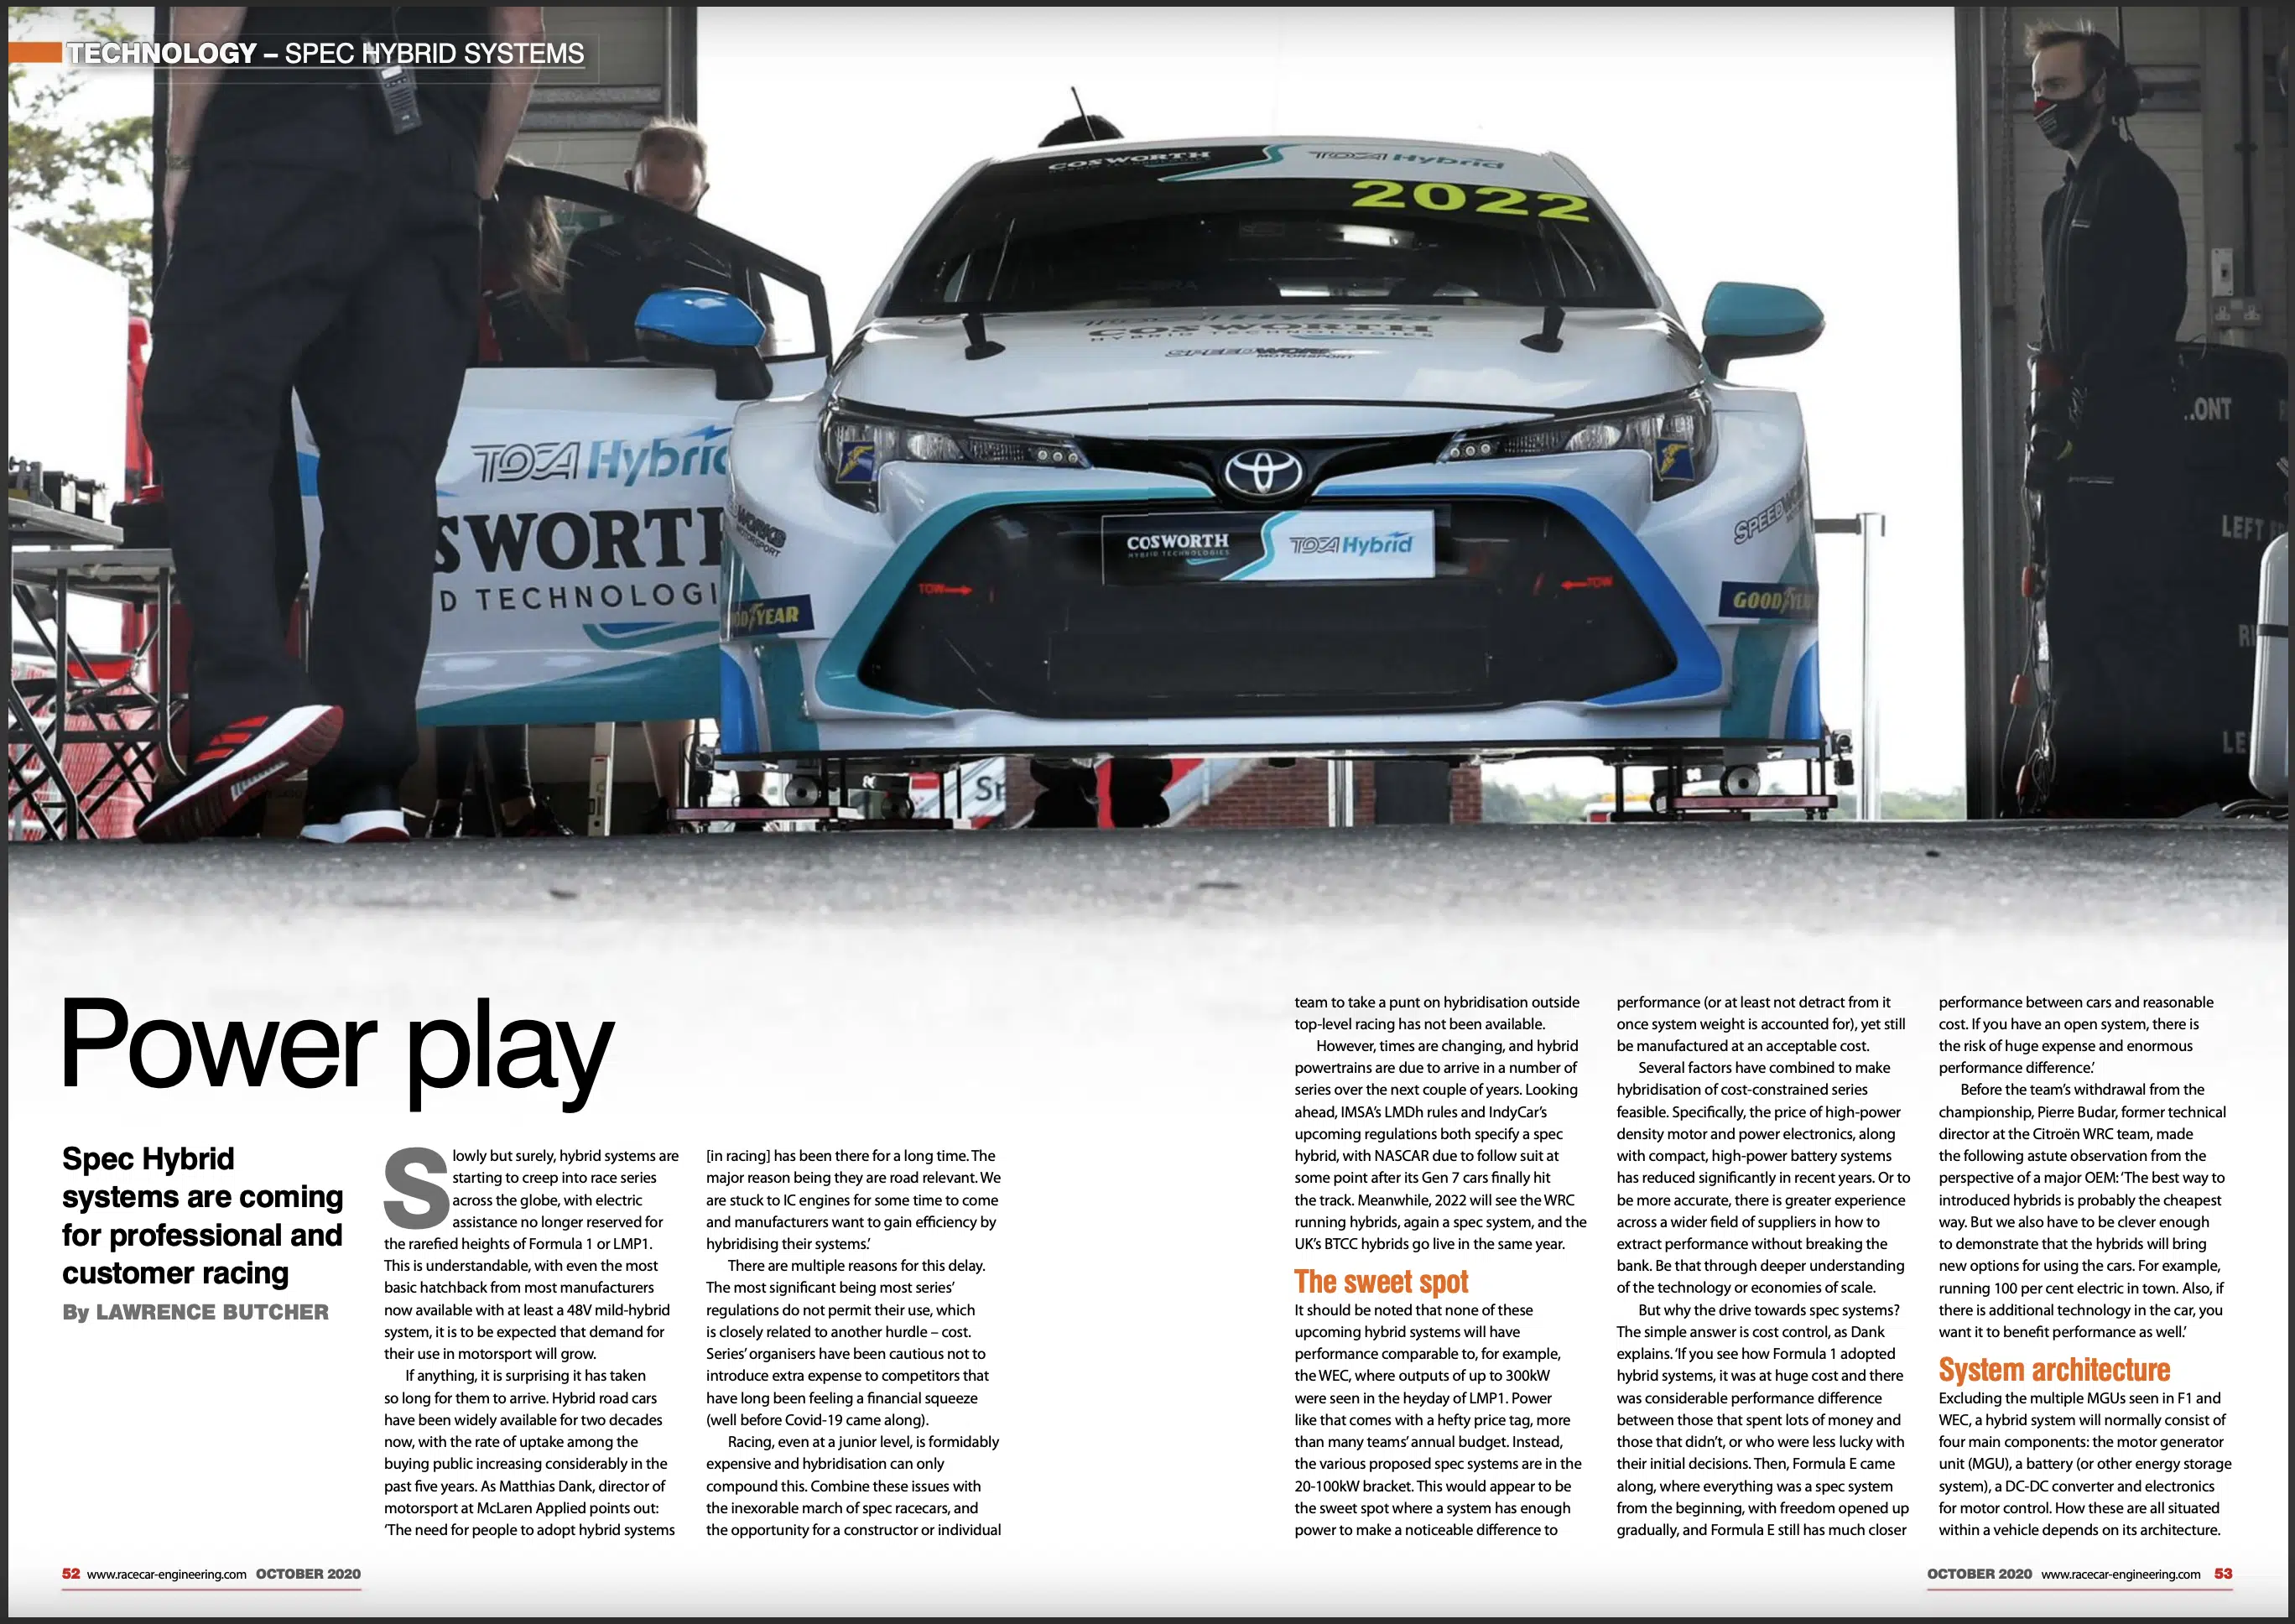 TECHNOLOGY – SPEC HYBRID SYSTEMS
COSWORTH
TOCA Hybrid
2022
COSWORTH
HYBRID TECHNOLOGIES
SPEEDWORKS
MOTORSPORT
TOCA Hybric
SWORTH
D TECHNOLOGI
WORKS
MOTORSPORT
COSWORTH
HYBRID TECHNOLOGIES
TOCA Hybrid
SPEEDWO
TOW
TOW
YEAR
GOODYEA
..ONT
LEFT
LE
Power play
Spec Hybrid
systems are coming
for professional and
customer racing
By LAWRENCE BUTCHER
Slowly but surely, hybrid systems are
starting to creep into race series
across the globe, with electric
assistance no longer reserved for
the rarefied heights of Formula 1 or LMP1.
This is understandable, with even the most
basic hatchback from most manufacturers
now available with at least a 48V mild-hybrid
system, it is to be expected that demand for
their use in motorsport will grow.
If anything, it is surprising it has taken
so long for them to arrive. Hybrid road cars
have been widely available for two decades
now, with the rate of uptake among the
buying public increasing considerably in the
past five years. As Matthias Dank, director of
motorsport at McLaren Applied points out:
‘The need for people to adopt hybrid systems
[in racing] has been there for a long time. The
major reason being they are road relevant. We
are stuck to IC engines for some time to come
and manufacturers want to gain efficiency by
hybridising their systems.’
There are multiple reasons for this delay.
The most significant being most series’
regulations do not permit their use, which
is closely related to another hurdle – cost.
Series’ organisers have been cautious not to
introduce extra expense to competitors that
have long been feeling a financial squeeze
(well before Covid-19 came along).
Racing, even at a junior level, is formidably
expensive and hybridisation can only
compound this. Combine these issues with
the inexorable march of spec racecars, and
the opportunity for a constructor or individual
team to take a punt on hybridisation outside
top-level racing has not been available.
However, times are changing, and hybrid
powertrains are due to arrive in a number of
series over the next couple of years. Looking
ahead, IMSA’s LMDh rules and IndyCar’s
upcoming regulations both specify a spec
hybrid, with NASCAR due to follow suit at
some point after its Gen 7 cars finally hit
the track. Meanwhile, 2022 will see the WRC
running hybrids, again a spec system, and the
UK’s BTCC hybrids go live in the same year.
The sweet spot
It should be noted that none of these
upcoming hybrid systems will have
performance comparable to, for example,
the WEC, where outputs of up to 300kW
were seen in the heyday of LMP1. Power
like that comes with a hefty price tag, more
than many teams’ annual budget. Instead,
the various proposed spec systems are in the
20-100kW bracket. This would appear to be
the sweet spot where a system has enough
power to make a noticeable difference to
performance (or at least not detract from it
once system weight is accounted for), yet still
be manufactured at an acceptable cost.
Several factors have combined to make
hybridisation of cost-constrained series
feasible. Specifically, the price of high-power
density motor and power electronics, along
with compact, high-power battery systems
has reduced significantly in recent years. Or to
be more accurate, there is greater experience
across a wider field of suppliers in how to
extract performance without breaking the
bank. Be that through deeper understanding
of the technology or economies of scale.
But why the drive towards spec systems?
The simple answer is cost control, as Dank
explains. ‘If you see how Formula 1 adopted
hybrid systems, it was at huge cost and there
was considerable performance difference
between those that spent lots of money and
those that didn’t, or who were less lucky with
their initial decisions. Then, Formula E came
along, where everything was a spec system
from the beginning, with freedom opened up
gradually, and Formula E still has much closer
performance between cars and reasonable
cost. If you have an open system, there is
the risk of huge expense and enormous
performance difference.’
Before the team’s withdrawal from the
championship, Pierre Budar, former technical
director at the Citroën WRC team, made
the following astute observation from the
perspective of a major OEM: ‘The best way to
introduced hybrids is probably the cheapest
way. But we also have to be clever enough
to demonstrate that the hybrids will bring
new options for using the cars. For example,
running 100 per cent electric in town. Also, if
there is additional technology in the car, you
want it to benefit performance as well.’
System architecture
Excluding the multiple MGUs seen in F1 and
WEC, a hybrid system will normally consist of
four main components: the motor generator
unit (MGU), a battery (or other energy storage
system), a DC-DC converter and electronics
for motor control. How these are all situated
within a vehicle depends on its architecture.
52 www.racecar-engineering.com OCTOBER 2020
OCTOBER 2020 www.racecar-engineering.com 53